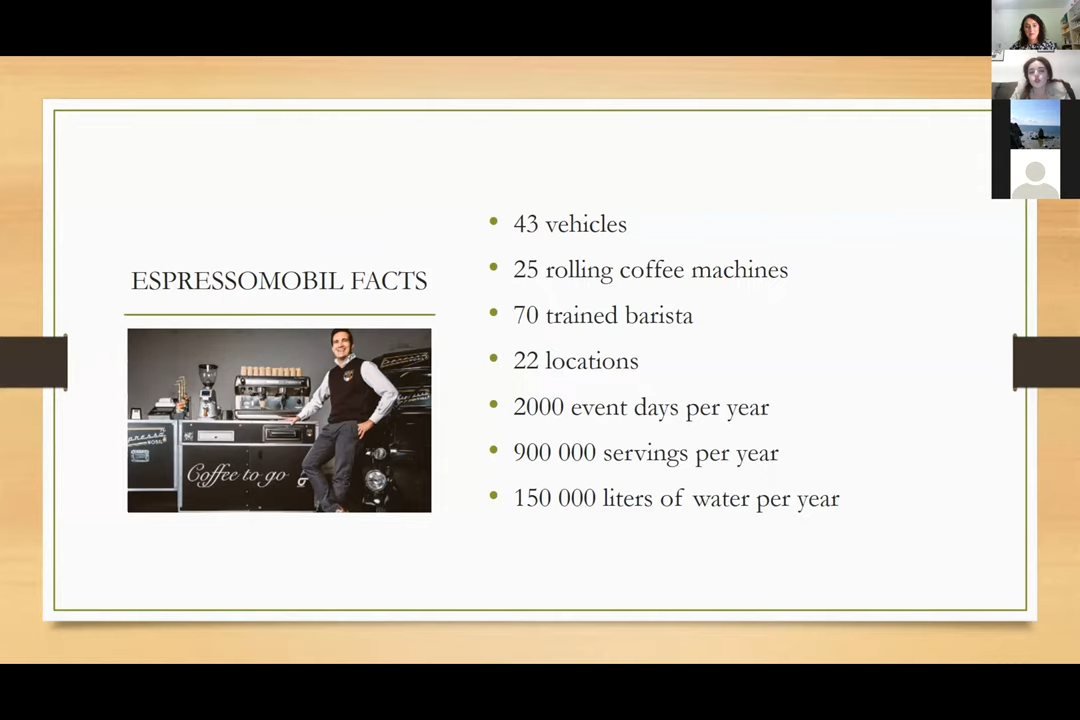 ESPRESSOMOBIL FACTS
Coffee to go
• 43 vehicles
• 25 rolling coffee machines
• 70 trained barista
• 22 locations
• 2000 event days per year
• 900 000 servings per year
• 150 000 liters of water per year